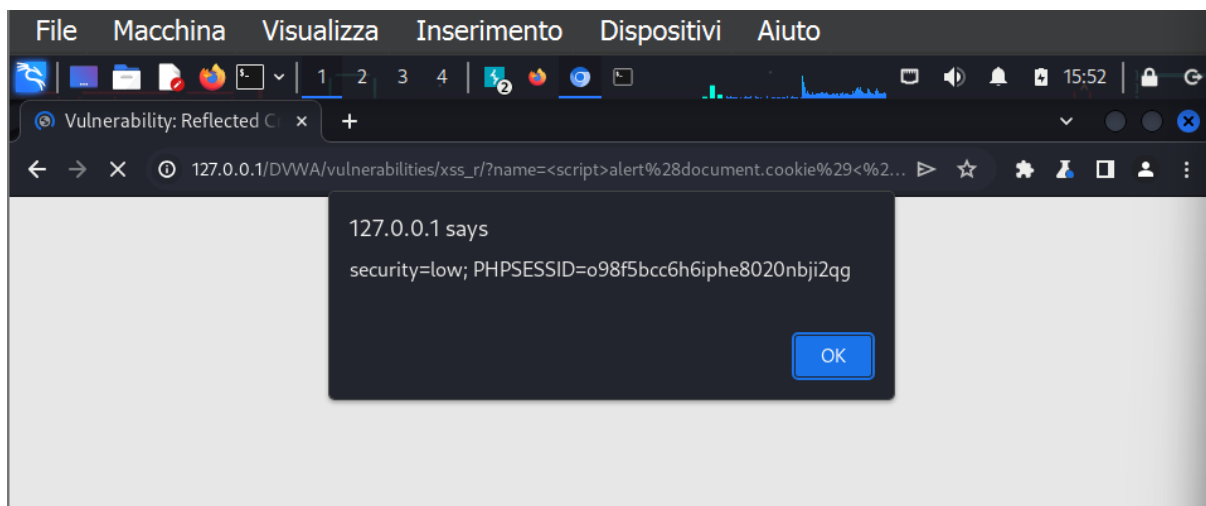 File Macchina Visualizza Inserimento Dispositivi Aiuto
1 2 3 4 2 15:52
Vulnerability: Reflected C
127.0.0.1/DVWA/vulnerabilities/xss_r/?name=<script>alert%28document.cookie%29<%2...
127.0.0.1 says
security=low; PHPSESSID=o98f5bcc6h6iphe8020nbji2qg
OK